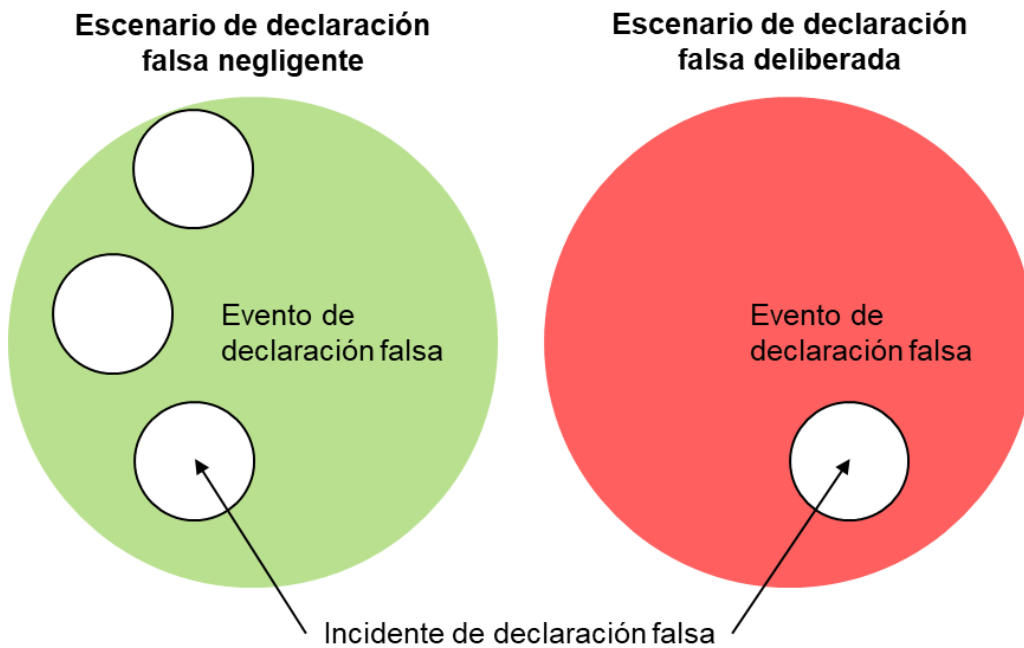 Escenario de declaración
falsa negligente
Escenario de declaración
falsa deliberada
Evento de
declaración falsa
Evento de
declaración falsa
Incidente de declaración falsa